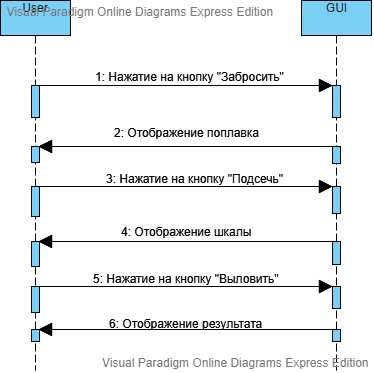 Visual Paradigm Online Diagrams Express Edition
User
GUI
1: Нажатие на кнопку "Забросить"
2: Отображение поплавка
3: Нажатие на кнопку "Подсечь"
4: Отображение шкалы
5: Нажатие на кнопку "Выловить"
6: Отображение результата
Visual Paradigm Online Diagrams Express Edition